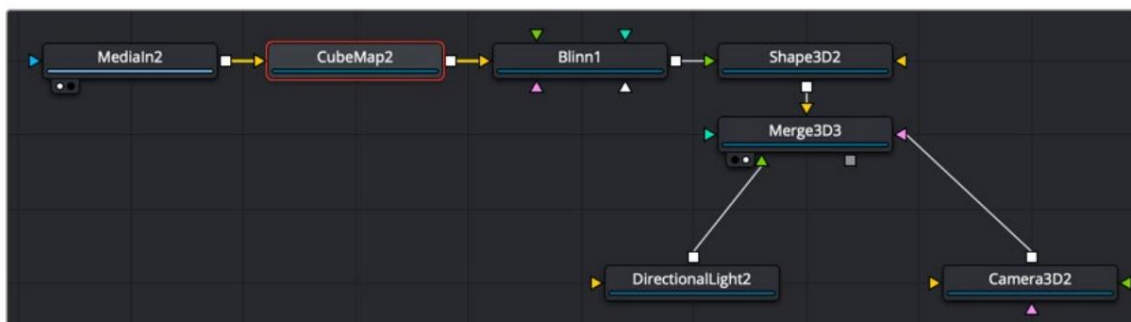 MediaIn2
CubeMap2
Blinn1
Shape3D2
Merge3D3
DirectionalLight2
Camera3D2